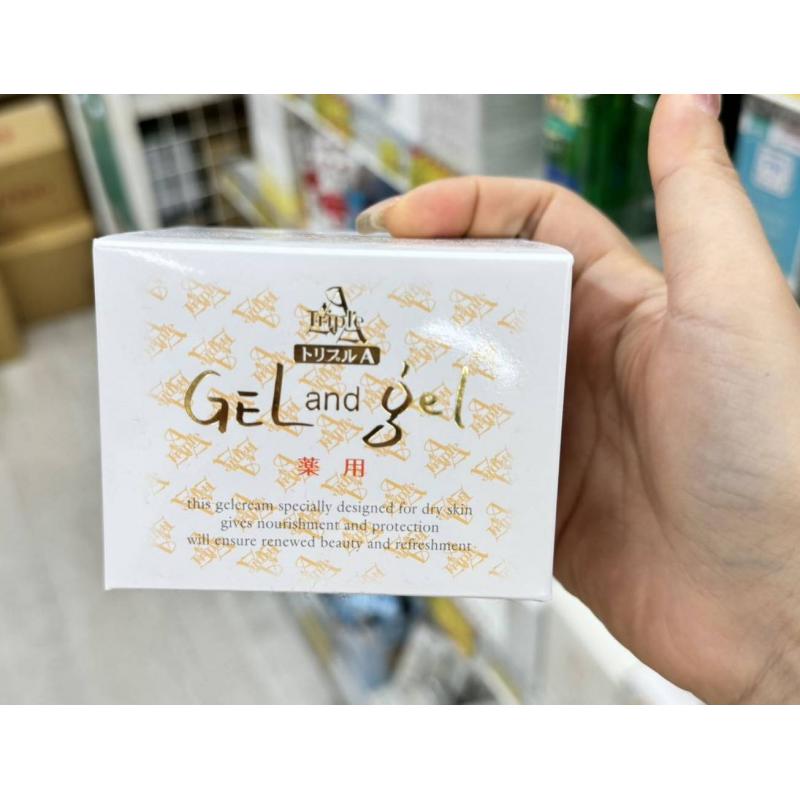 Triple
トリプルA
GEL and gel
薬用
this gelcream specially designed for dry skin
gives nourishment and protection
will ensure renewed beauty and refreshment